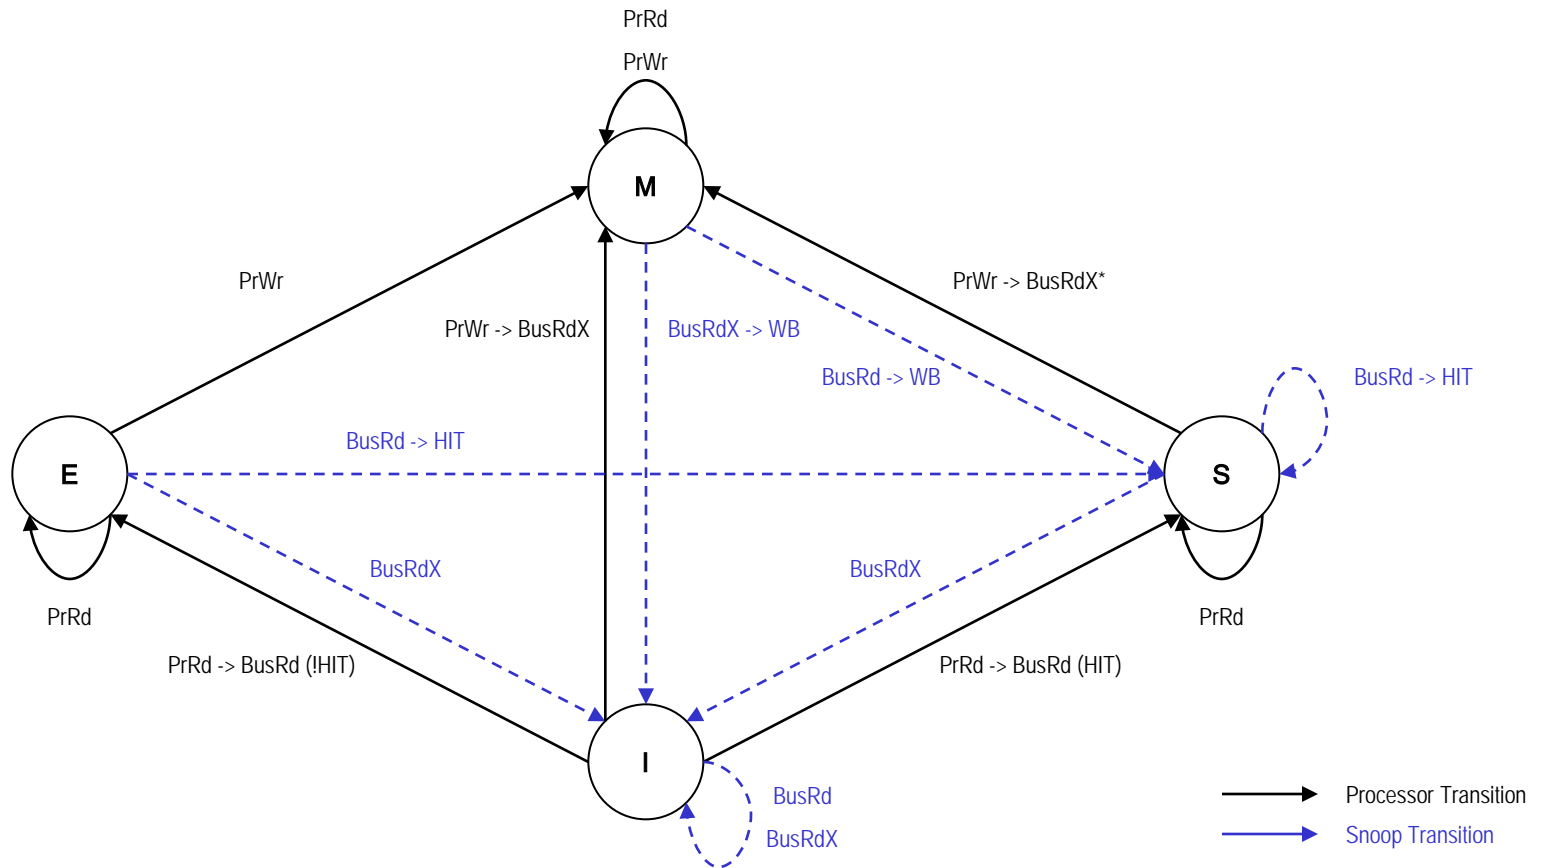 PrRd
PrWr
M
PrWr
PrWr -> BusRdX*
PrWr -> BusRdX
BusRdX -> WB
BusRd -> WB
BusRd -> HIT
BusRd -> HIT
E
S
BusRdX
BusRdX
PrRd
PrRd
PrRd -> BusRd (!HIT)
PrRd -> BusRd (HIT)
I
BusRd
BusRdX
Processor Transition
Snoop Transition